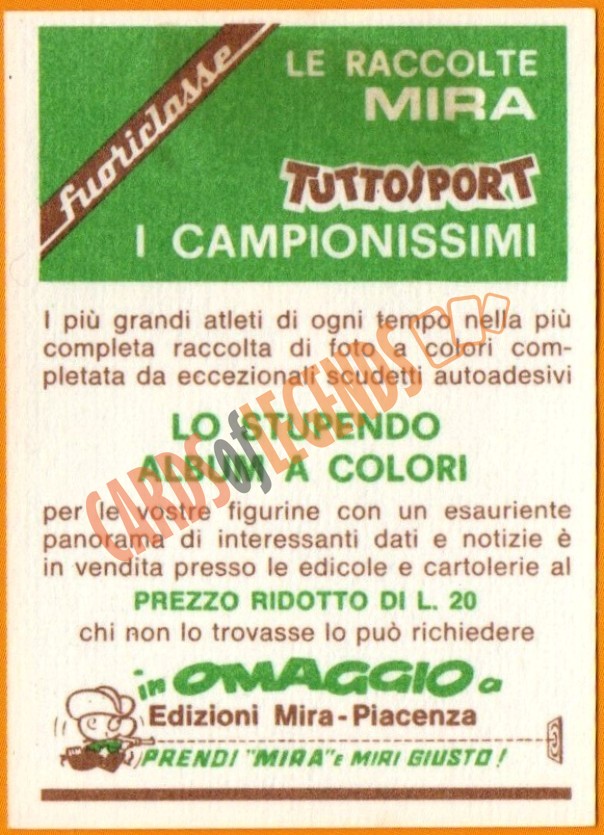 fuoriclasse
LE RACCOLTE
MIRA
TUTTOSPORT
I CAMPIONISSIMI
I più grandi atleti di ogni tempo nella più
completa raccolta di foto a colori com-
pletata da eccezionali scudetti autoadesivi
LO STUPENDO
ALBUM A COLORI
per le vostre figurine con un esauriente
panorama di interessanti dati e notizie è
in vendita presso le edicole e cartolerie al
PREZZO RIDOTTO DI L. 20
chi non lo trovasse lo può richiedere
in OMAGGIO a
Edizioni Mira-Piacenza
PRENDI "MIRA" E MIRI GIUSTO!
CARDS of LEGENDS